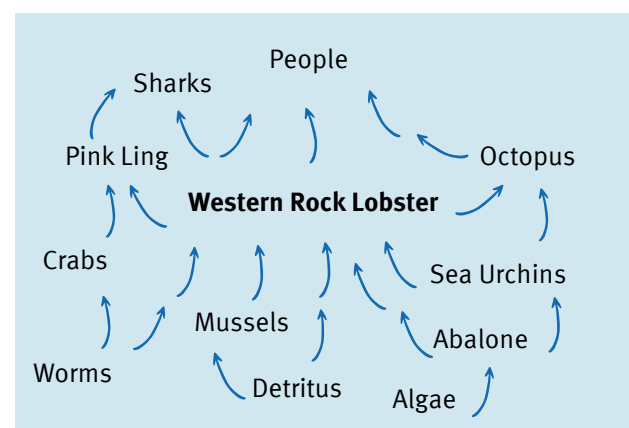 People
Sharks
Pink Ling
Octopus
Western Rock Lobster
Crabs
Sea Urchins
Mussels
Abalone
Worms
Detritus
Algae